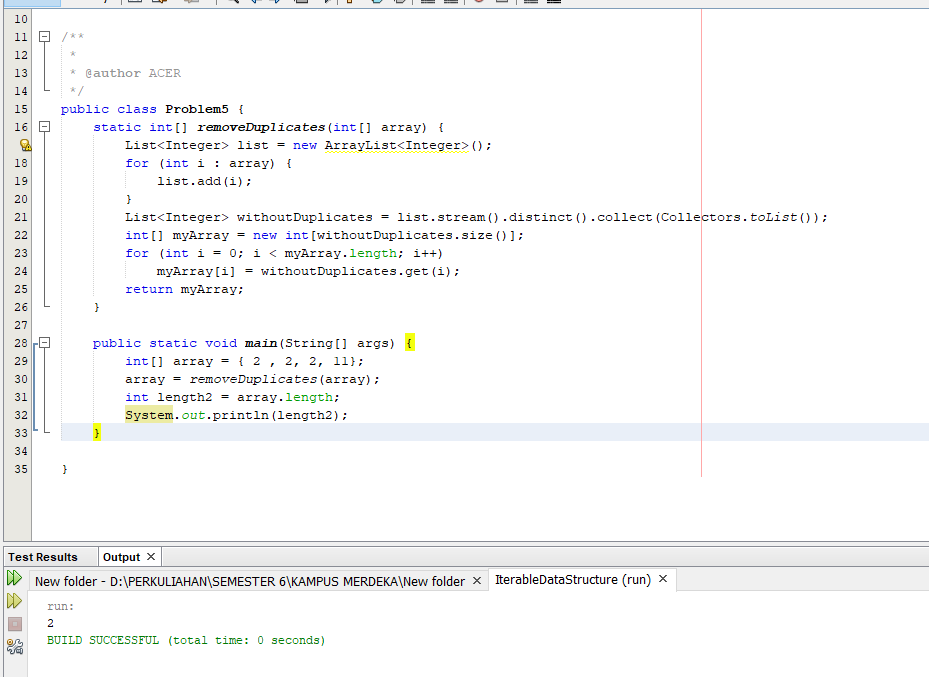 10
11 /**
12  *
13  * @author ACER
14  */
15 public class Problem5 {
16     static int[] removeDuplicates(int[] array) {
        List<Integer> list = new ArrayList<Integer>();
18         for (int i : array) {
19             list.add(i);
20         }
21         List<Integer> withoutDuplicates = list.stream().distinct().collect(Collectors.toList());
22         int[] myArray = new int[withoutDuplicates.size()];
23         for (int i = 0; i < myArray.length; i++)
24             myArray[i] = withoutDuplicates.get(i);
25         return myArray;
26     }
27
28     public static void main(String[] args) {
29         int[] array = { 2 , 2, 2, 11};
30         array = removeDuplicates(array);
31         int length2 = array.length;
32         System.out.println(length2);
33     }
34
35 }
Test Results Output ×
New folder - D:\PERKULIAHAN\SEMESTER 6\KAMPUS MERDEKA\New folder × IterableDataStructure (run) ×
run:
2
BUILD SUCCESSFUL (total time: 0 seconds)